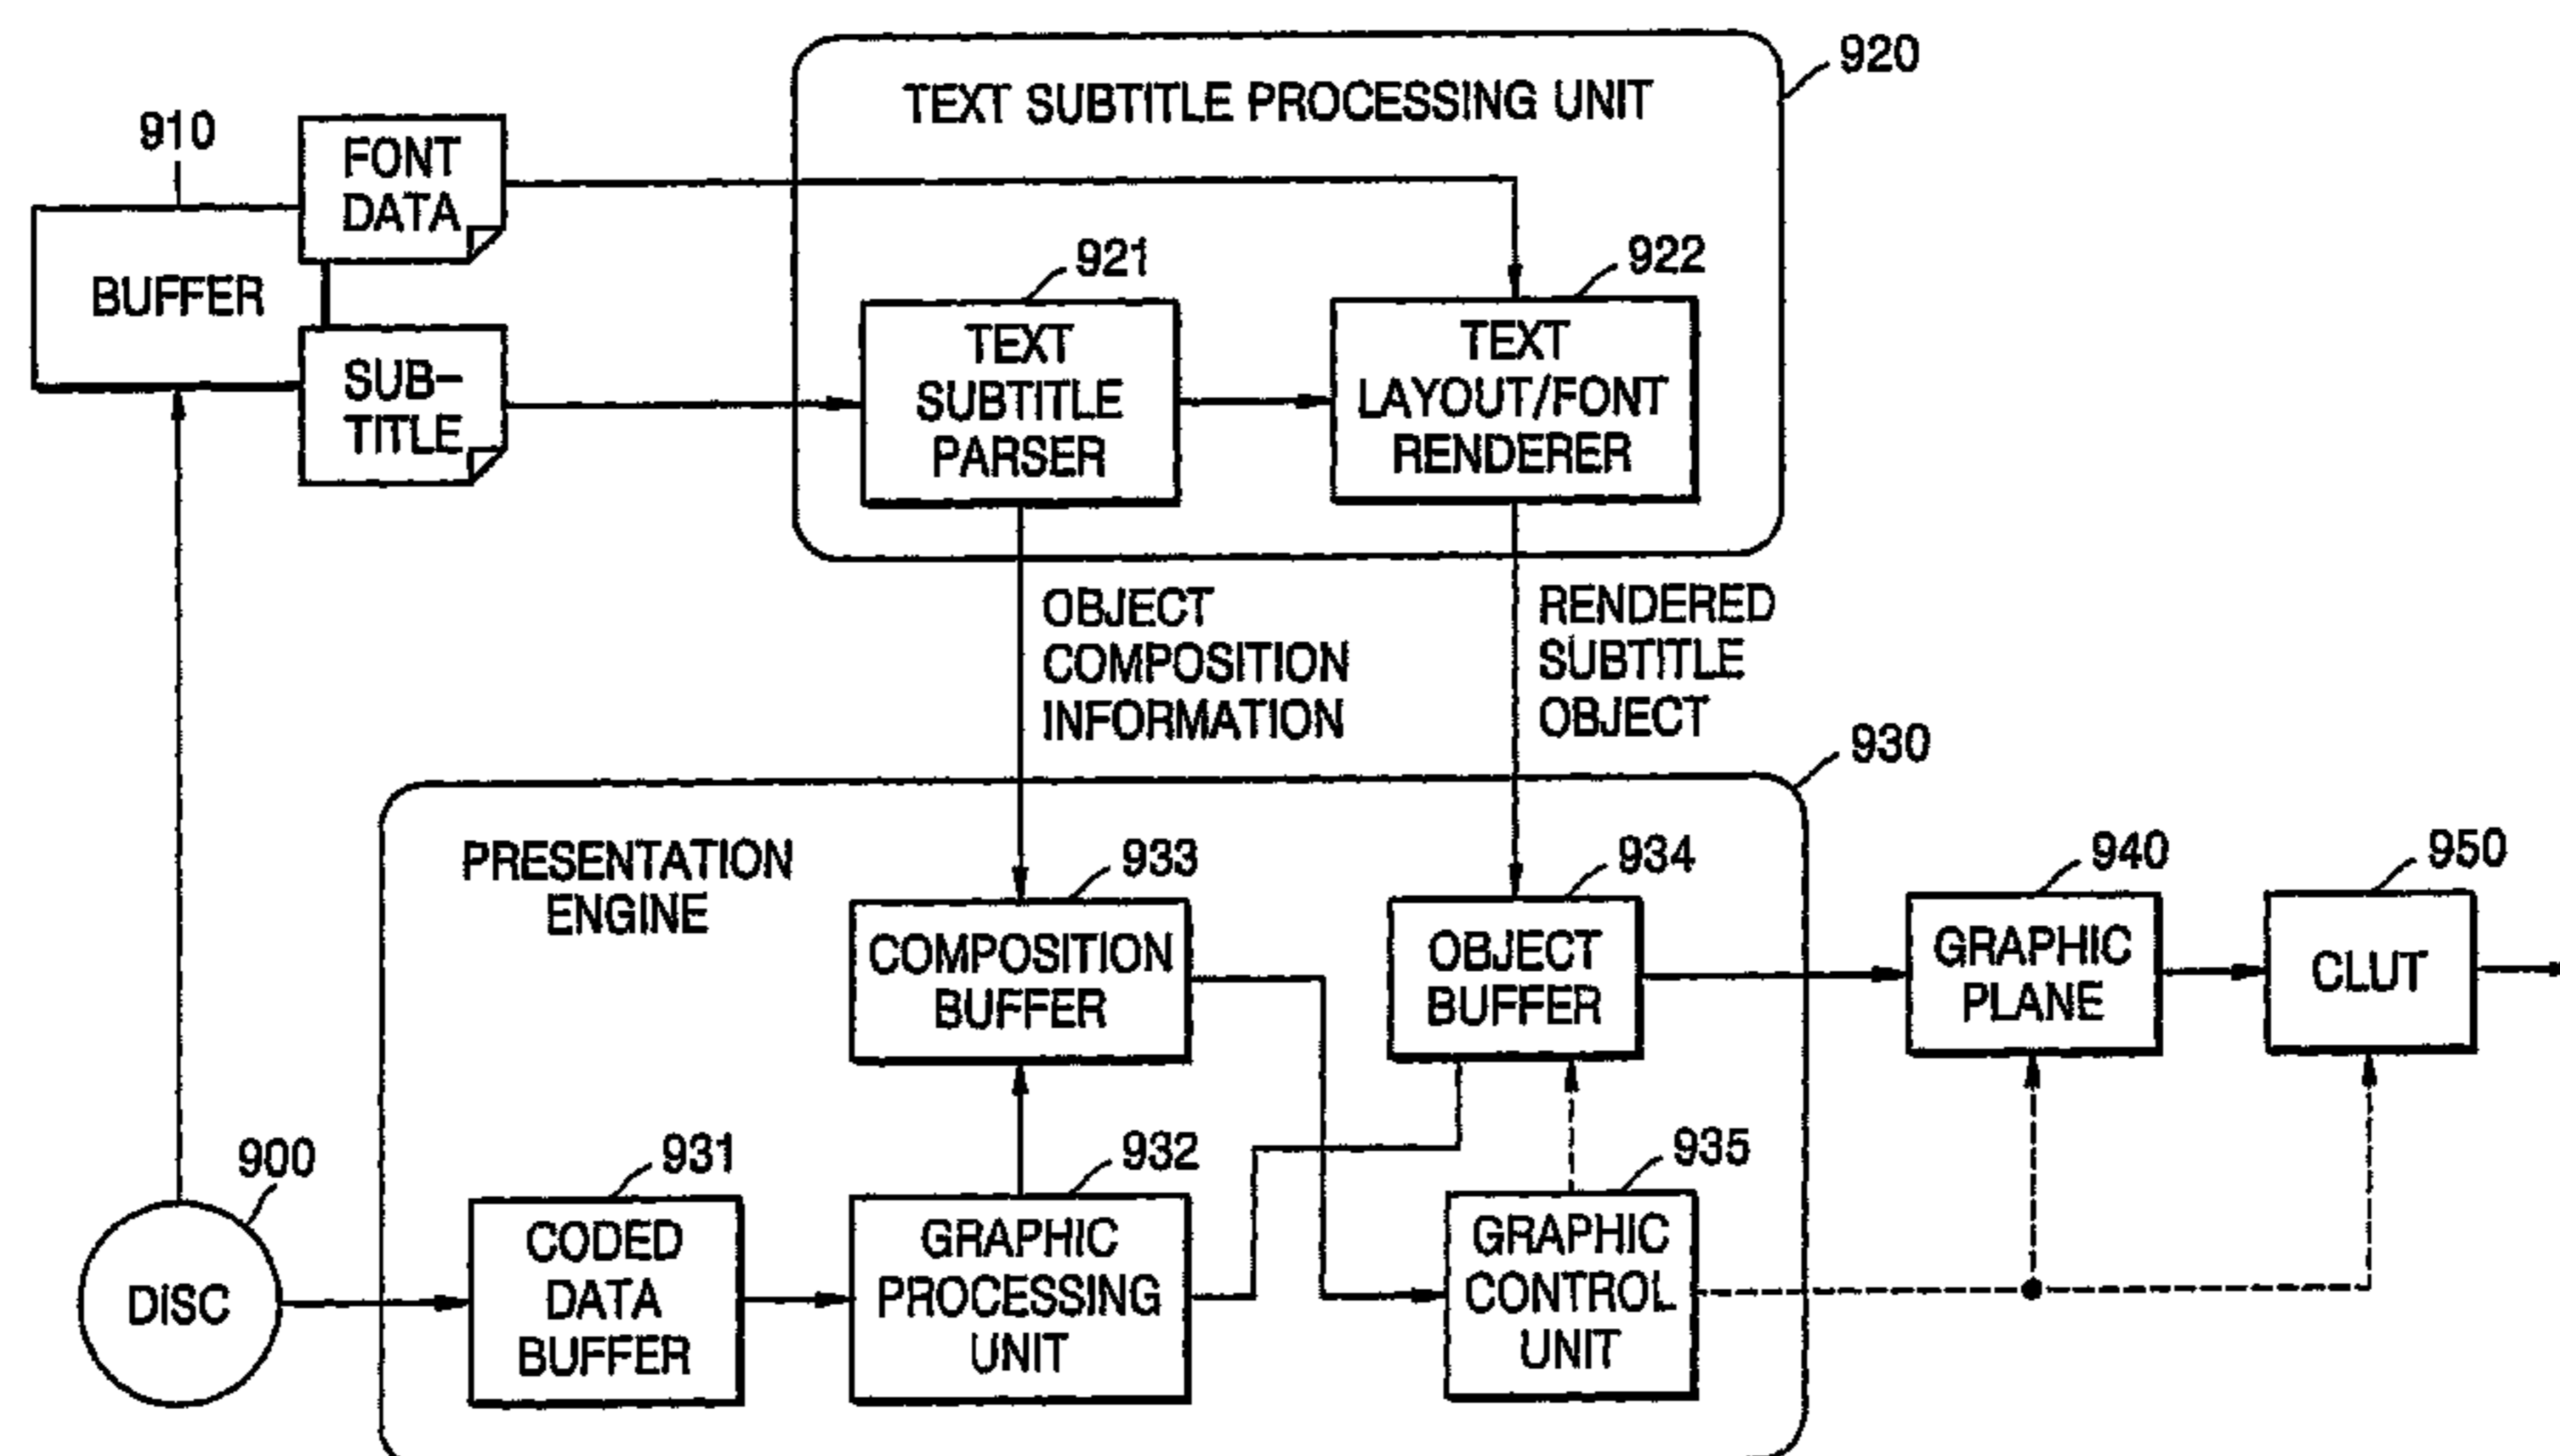 920
TEXT SUBTITLE PROCESSING UNIT
910
FONT
DATA
BUFFER
SUB-
TITLE
921
TEXT
SUBTITLE
PARSER
922
TEXT
LAYOUT/FONT
RENDERER
OBJECT
COMPOSITION
INFORMATION
RENDERED
SUBTITLE
OBJECT
930
PRESENTATION
ENGINE
933
COMPOSITION
BUFFER
934
OBJECT
BUFFER
940
GRAPHIC
PLANE
950
CLUT
900
DISC
931
CODED
DATA
BUFFER
932
GRAPHIC
PROCESSING
UNIT
935
GRAPHIC
CONTROL
UNIT